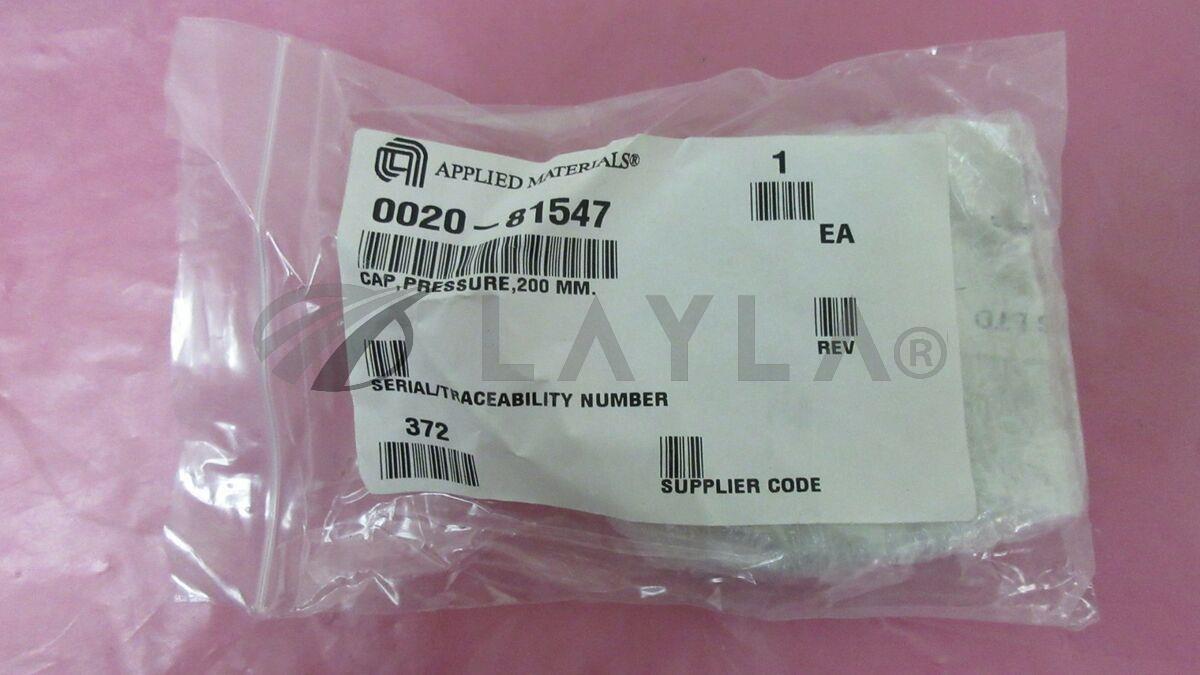 APPLIED MATERIALS®
1
0020-81547
EA
CAP,PRESSURE,200 MM.
LAYLA®
REV
SERIAL/TRACEABILITY NUMBER
372
SUPPLIER CODE